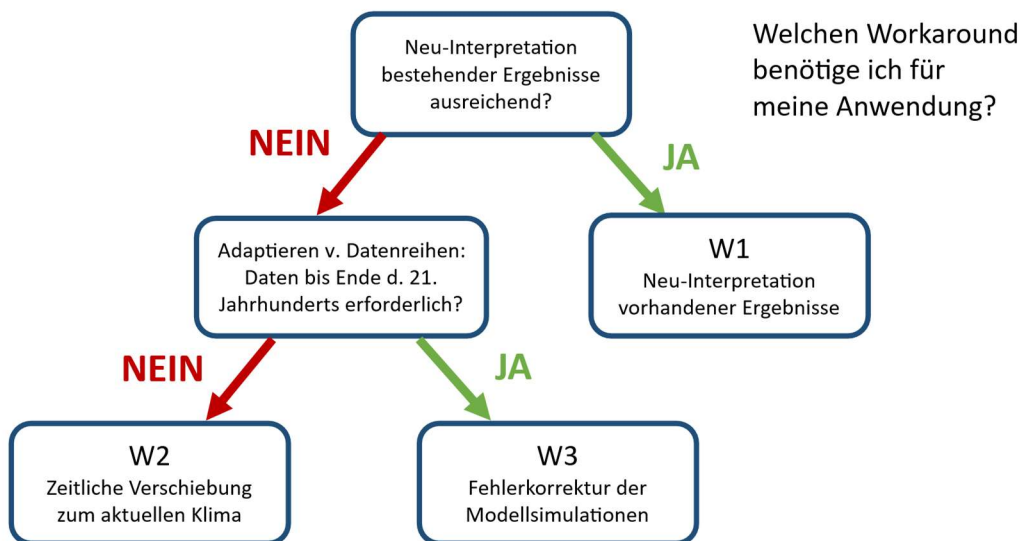 Neu-Interpretation
bestehender Ergebnisse
ausreichend?
Welchen Workaround
benötige ich für
meine Anwendung?
NEIN
JA
Adaptieren v. Datenreihen:
Daten bis Ende d. 21.
Jahrhunderts erforderlich?
W1
Neu-Interpretation
vorhandener Ergebnisse
NEIN
JA
W2
Zeitliche Verschiebung
zum aktuellen Klima
W3
Fehlerkorrektur der
Modellsimulationen